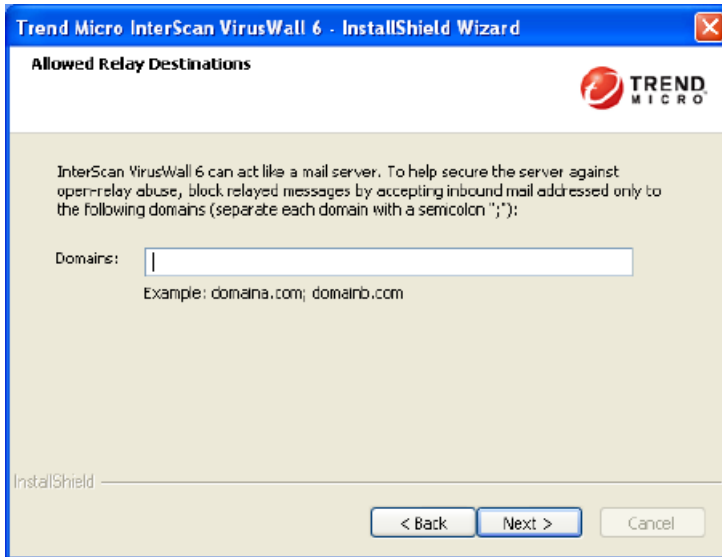 Trend Micro InterScan VirusWall 6 - InstallShield Wizard
Allowed Relay Destinations
TREND
MICRO
InterScan VirusWall 6 can act like a mail server. To help secure the server against
open-relay abuse, block relayed messages by accepting inbound mail addressed only to
the following domains (separate each domain with a semicolon ";"):
Domains:
Example: domaina.com; domainb.com
InstallShield
< Back
Next >
Cancel